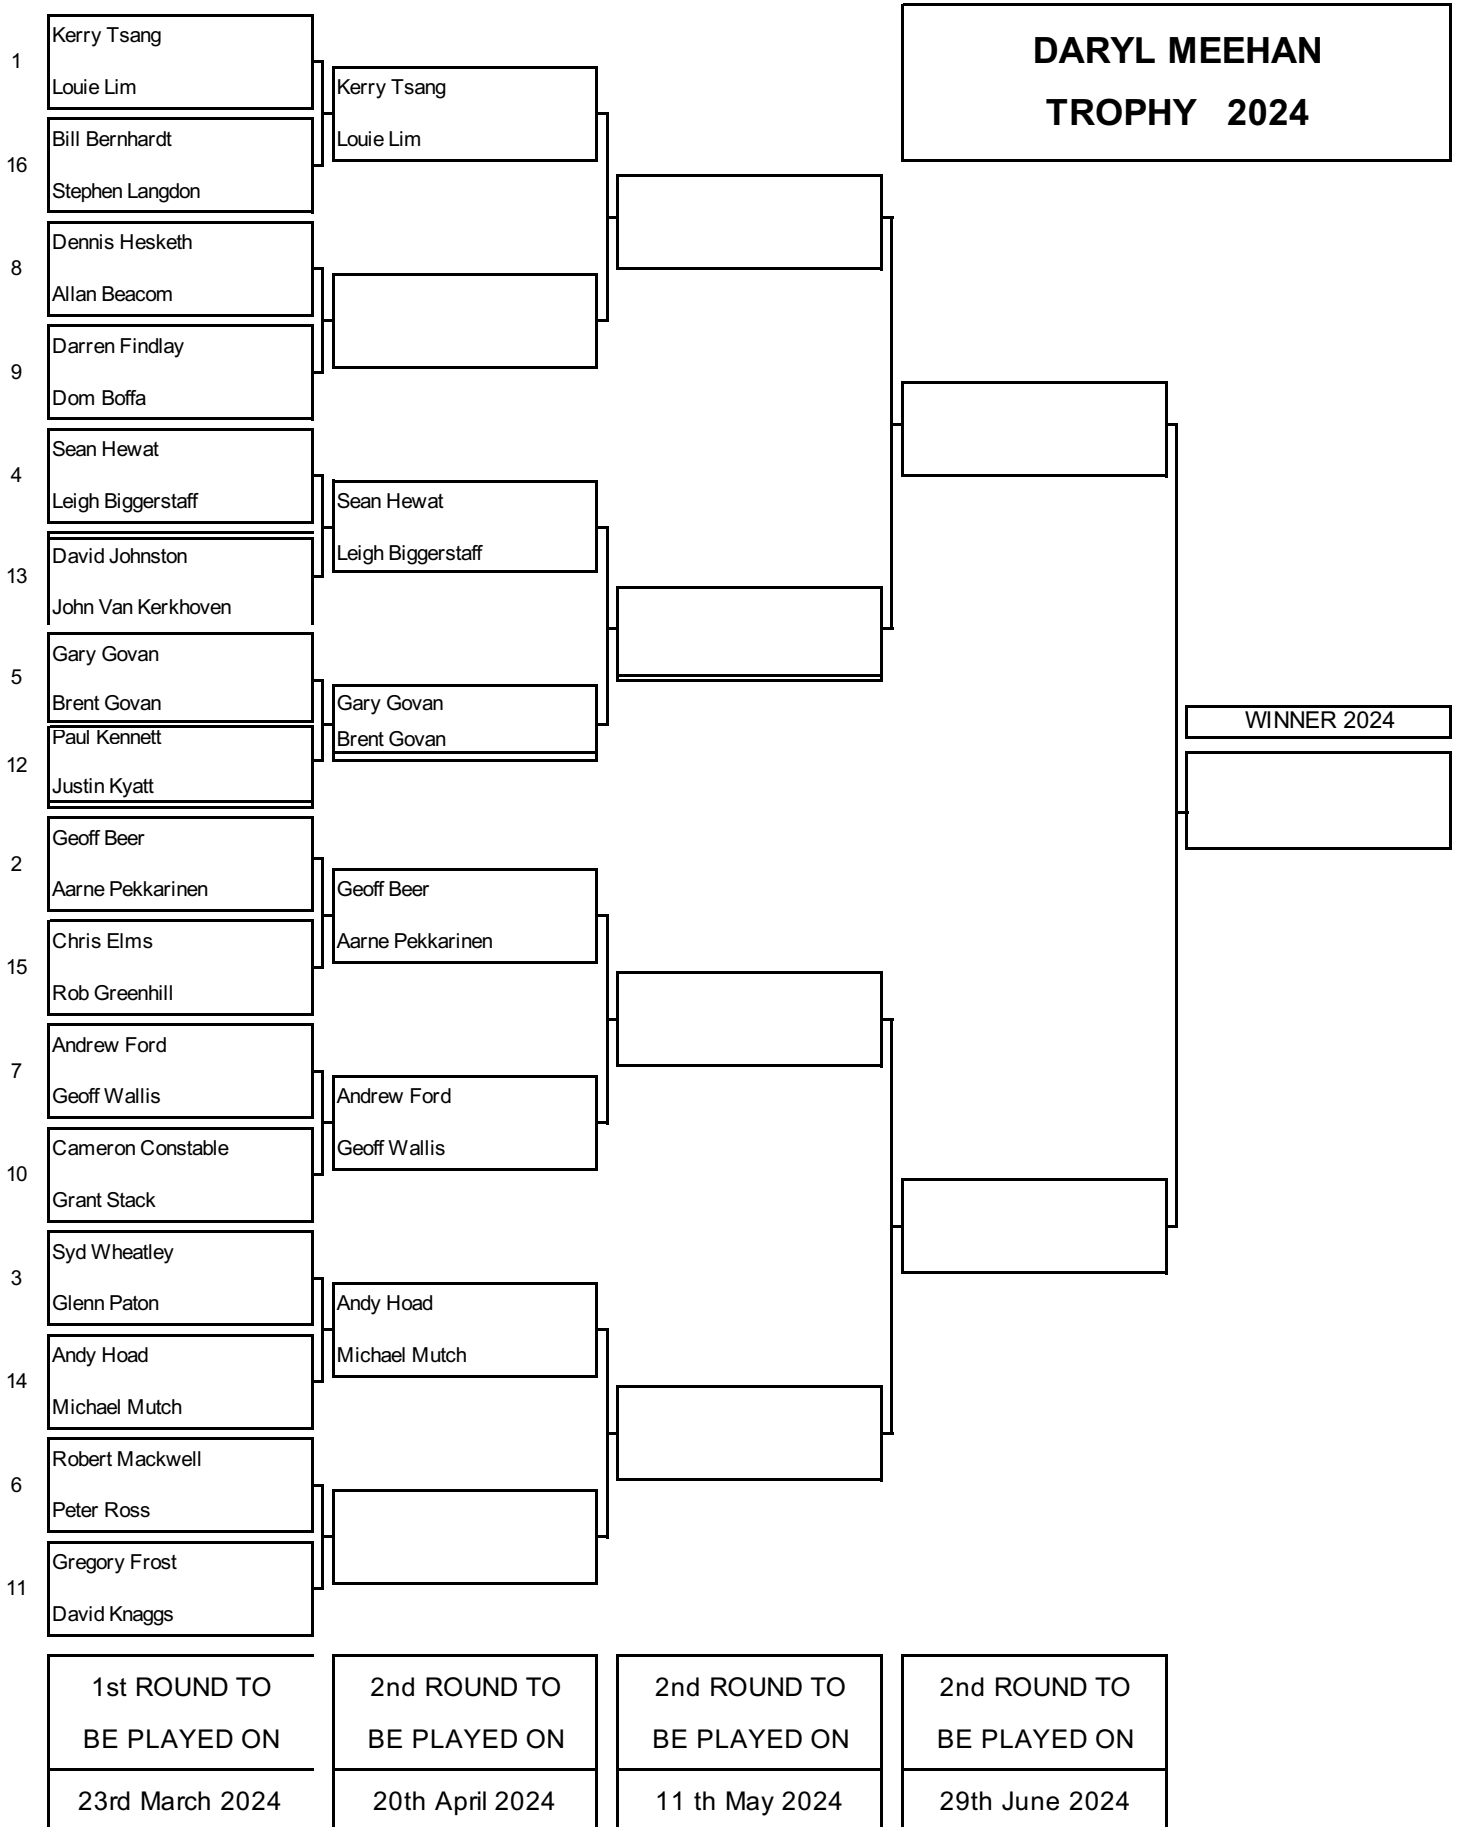 DARYL MEEHAN
TROPHY 2024
1
Kerry Tsang
Louie Lim
16
Bill Bernhardt
Stephen Langdon
8
Dennis Hesketh
Allan Beacom
9
Darren Findlay
Dom Boffa
4
Sean Hewat
Leigh Biggerstaff
13
David Johnston
John Van Kerkhoven
5
Gary Govan
Brent Govan
12
Paul Kennett
Justin Kyatt
2
Geoff Beer
Aarne Pekkarinen
15
Chris Elms
Rob Greenhill
7
Andrew Ford
Geoff Wallis
10
Cameron Constable
Grant Stack
3
Syd Wheatley
Glenn Paton
14
Andy Hoad
Michael Mutch
6
Robert Mackwell
Peter Ross
11
Gregory Frost
David Knaggs
Kerry Tsang
Louie Lim
Sean Hewat
Leigh Biggerstaff
Gary Govan
Brent Govan
Geoff Beer
Aarne Pekkarinen
Andrew Ford
Geoff Wallis
Andy Hoad
Michael Mutch
WINNER 2024
1st ROUND TO
BE PLAYED ON
23rd March 2024
2nd ROUND TO
BE PLAYED ON
20th April 2024
2nd ROUND TO
BE PLAYED ON
11 th May 2024
2nd ROUND TO
BE PLAYED ON
29th June 2024